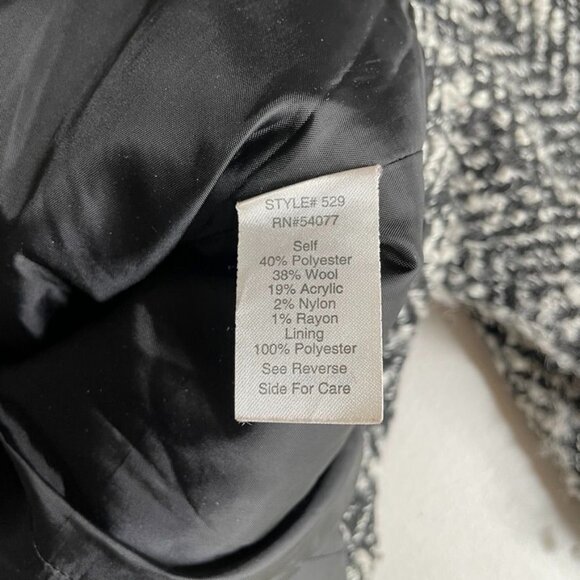 STYLE# 529
RN#54077
Self
40% Polyester
38% Wool
19% Acrylic
2% Nylon
1% Rayon
Lining
100% Polyester
See Reverse
Side For Care